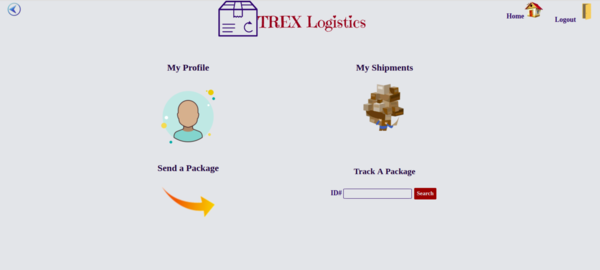 TREX Logistics
Home
Logout
My Profile
My Shipments
Send a Package
Track A Package
ID#
Search